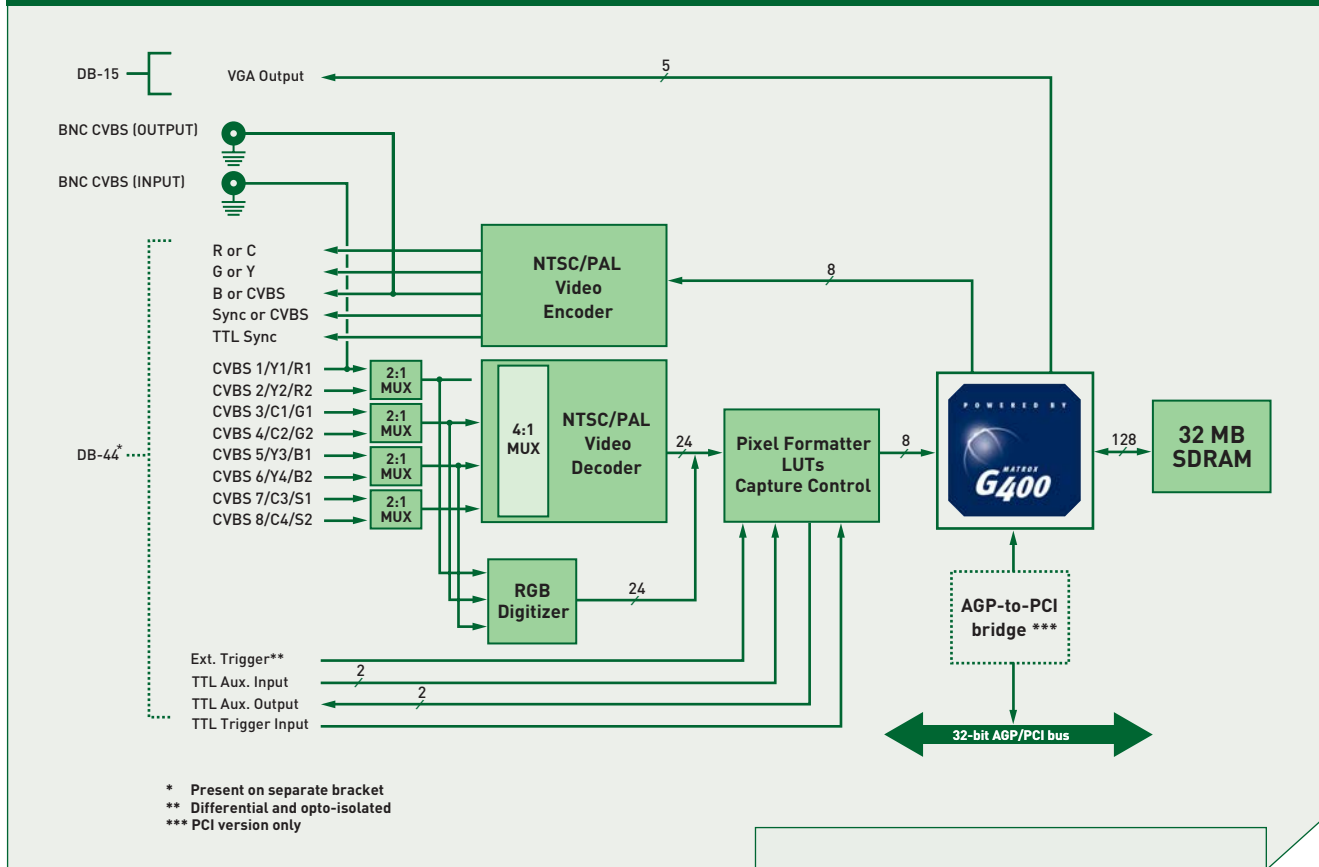 DB-15
VGA Output
5
BNC CVBS (OUTPUT)
BNC CVBS (INPUT)
R or C
G or Y
B or CVBS
Sync or CVBS
TTL Sync
NTSC/PAL
Video
Encoder
8
CVBS 1/Y1/R1
CVBS 2/Y2/R2
CVBS 3/C1/G1
CVBS 4/C2/G2
CVBS 5/Y3/B1
CVBS 6/Y4/B2
CVBS 7/C3/S1
CVBS 8/C4/S2
DB-44*
2:1
MUX
2:1
MUX
2:1
MUX
2:1
MUX
4:1
MUX
NTSC/PAL
Video
Decoder
24
Pixel Formatter
LUTs
Capture Control
8
POWERED BY
MATROX
G400
128
32 MB
SDRAM
RGB
Digitizer
24
AGP-to-PCI
bridge ***
Ext. Trigger**
TTL Aux. Input
2
TTL Aux. Output
2
TTL Trigger Input
32-bit AGP/PCI bus
* Present on separate bracket
** Differential and opto-isolated
*** PCI version only